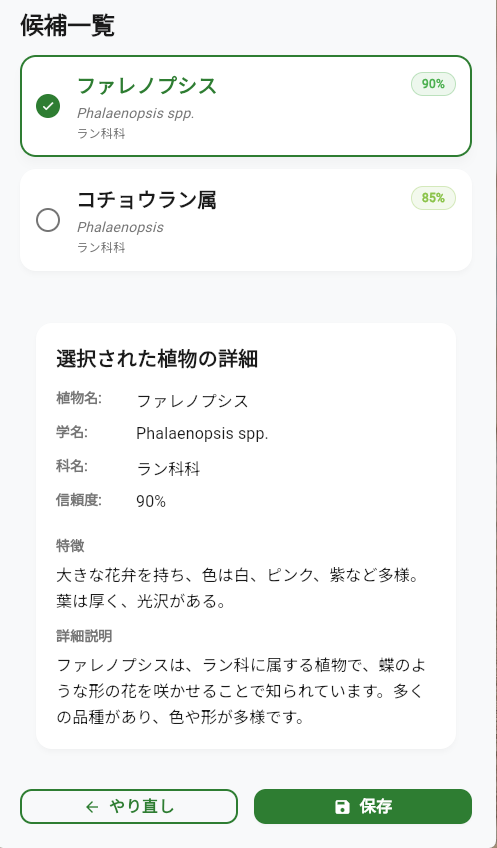 候補一覧
ファレノプシス
90%
Phalaenopsis spp.
ラン科科
コチョウラン属
85%
Phalaenopsis
ラン科科
選択された植物の詳細
植物名: ファレノプシス
学名: Phalaenopsis spp.
科名: ラン科科
信頼度: 90%
特徴
大きな花弁を持ち、色は白、ピンク、紫など多様。
葉は厚く、光沢がある。
詳細説明
ファレノプシスは、ラン科に属する植物で、蝶のよ
うな形の花を咲かせることで知られています。多く
の品種があり、色や形が多様です。
← やり直し
保存